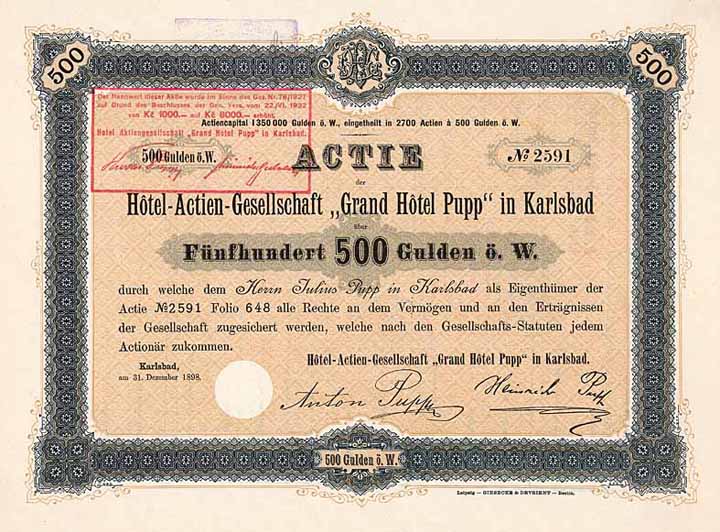 500
500
Der Nennwert dieser Aktie wurde im Sinne des Ges. Nr. 78/1927
auf Grund des Beschlusses der Gen. Vers. vom 22./VI. 1932
von Kč 1000.— auf Kč 8000.— erhöht.
Hotel Aktiengesellschaft „Grand Hotel Pupp" in Karlsbad.
Actiencapital 1350000 Gulden ö. W., eingetheilt in 2700 Actien à 500 Gulden ö. W.
500 Gulden ö. W.
ACTIE
№ 2591
der
Hôtel-Actien-Gesellschaft „Grand Hôtel Pupp" in Karlsbad
über
Fünfhundert 500 Gulden ö. W.
durch welche dem Herrn Julius Pupp in Karlsbad als Eigenthümer der
Actie №2591 Folio 648 alle Rechte an dem Vermögen und an den Erträgnissen
der Gesellschaft zugesichert werden, welche nach den Gesellschafts-Statuten jedem
Actionär zukommen.
Hôtel-Actien-Gesellschaft „Grand Hôtel Pupp" in Karlsbad.
Karlsbad,
am 31. Dezember 1898.
Anton Pupp
Heinrich Pupp
500 Gulden ö. W.
500
500
Leipzig — GIESECKE & DEVRIENT — Berlin.